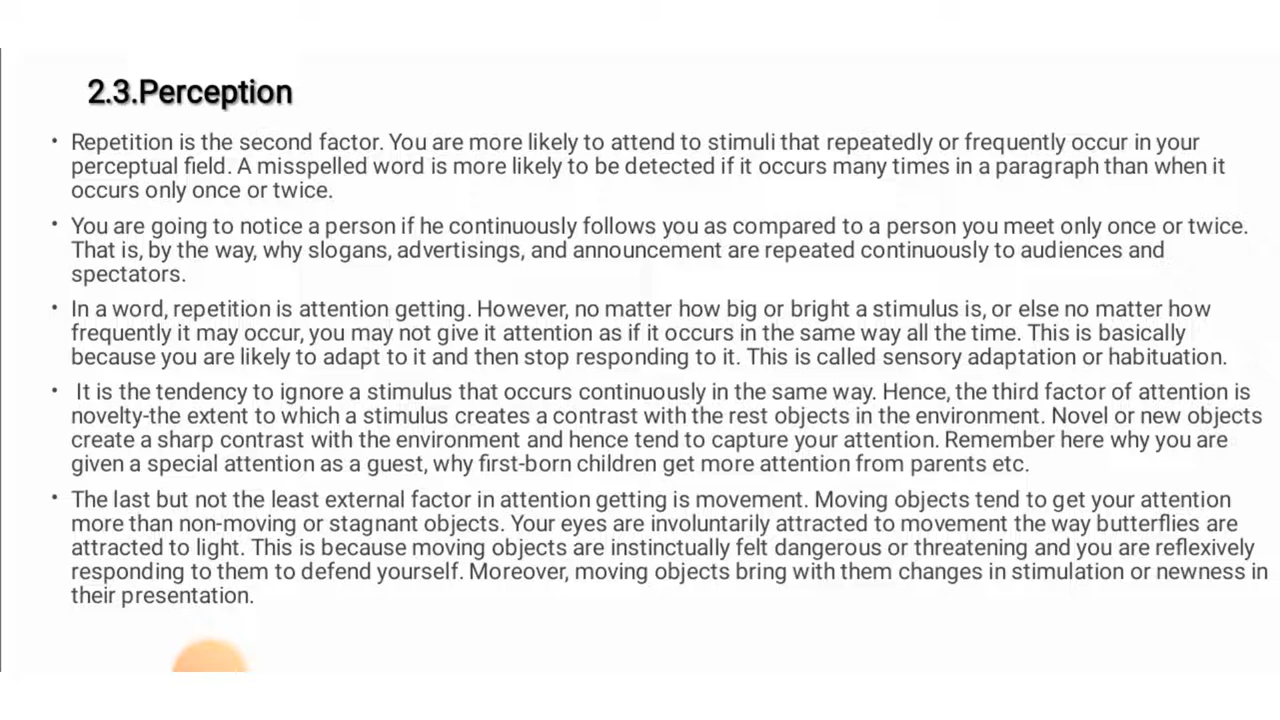 2.3.Perception
• Repetition is the second factor. You are more likely to attend to stimuli that repeatedly or frequently occur in your
perceptual field. A misspelled word is more likely to be detected if it occurs many times in a paragraph than when it
occurs only once or twice.
• You are going to notice a person if he continuously follows you as compared to a person you meet only once or twice.
That is, by the way, why slogans, advertisings, and announcement are repeated continuously to audiences and
spectators.
• In a word, repetition is attention getting. However, no matter how big or bright a stimulus is, or else no matter how
frequently it may occur, you may not give it attention as if it occurs in the same way all the time. This is basically
because you are likely to adapt to it and then stop responding to it. This is called sensory adaptation or habituation.
• It is the tendency to ignore a stimulus that occurs continuously in the same way. Hence, the third factor of attention is
novelty-the extent to which a stimulus creates a contrast with the rest objects in the environment. Novel or new objects
create a sharp contrast with the environment and hence tend to capture your attention. Remember here why you are
given a special attention as a guest, why first-born children get more attention from parents etc.
• The last but not the least external factor in attention getting is movement. Moving objects tend to get your attention
more than non-moving or stagnant objects. Your eyes are involuntarily attracted to movement the way butterflies are
attracted to light. This is because moving objects are instinctually felt dangerous or threatening and you are reflexively
responding to them to defend yourself. Moreover, moving objects bring with them changes in stimulation or newness in
their presentation.